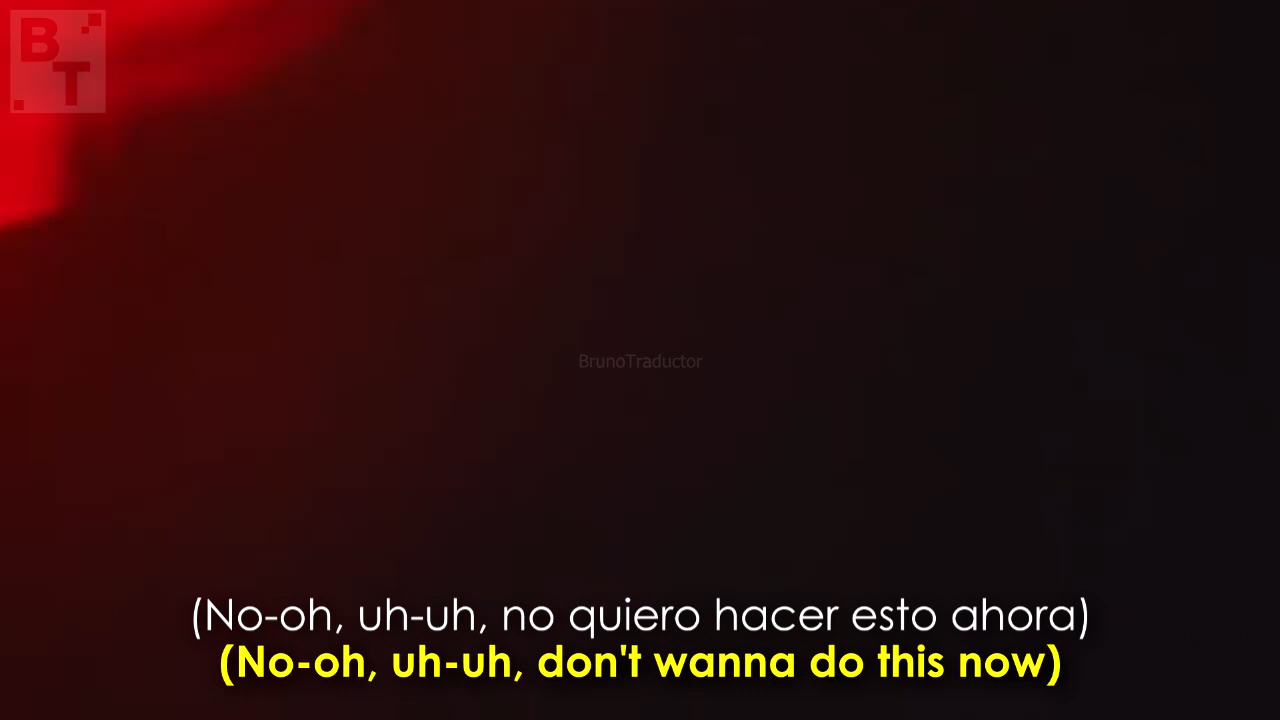 B
T
BrunoTraductor
(No-oh, uh-uh, no quiero hacer esto ahora)
(No-oh, uh-uh, don't wanna do this now)